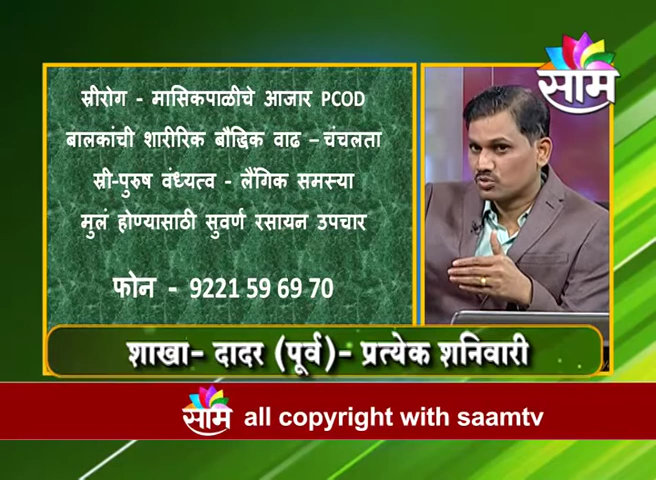 साम
स्रीरोग - मासिकपाळीचे आजार PCOD
बालकांची शारीरिक बौद्धिक वाढ – चंचलता
स्री-पुरुष वंध्यत्व - लैंगिक समस्या
मुलं होण्यासाठी सुवर्ण रसायन उपचार
फोन - 9221 59 69 70
शाखा- दादर (पूर्व)- प्रत्येक शनिवारी
साम all copyright with saamtv